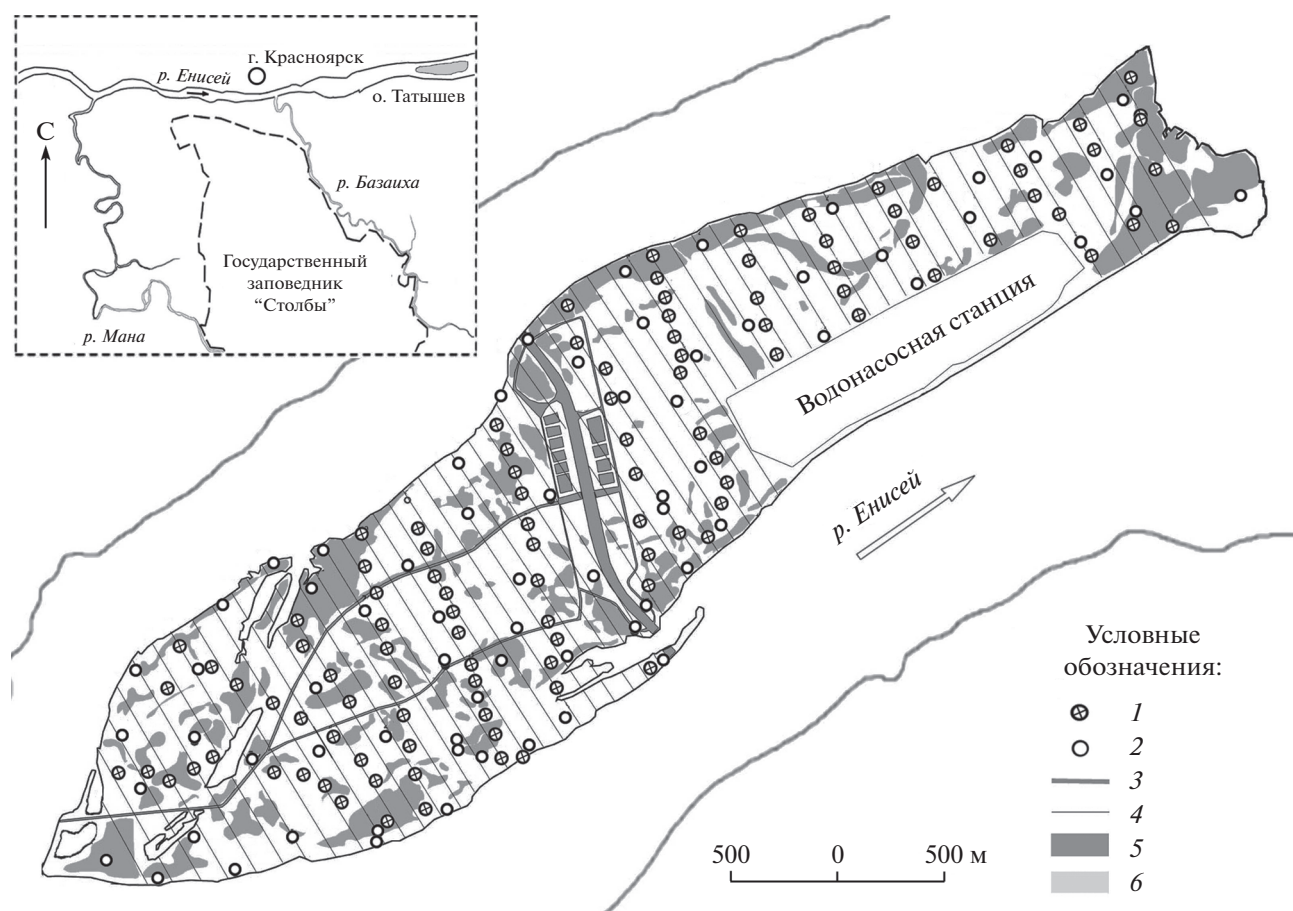 г. Красноярск
р. Енисей
о. Татышев
С
р. Базаиха
Государственный
заповедник
“Столбы”
р. Мана
Водонасосная станция
р. Енисей
Условные
обозначения:
1
2
3
4
5
6
500 0 500 м